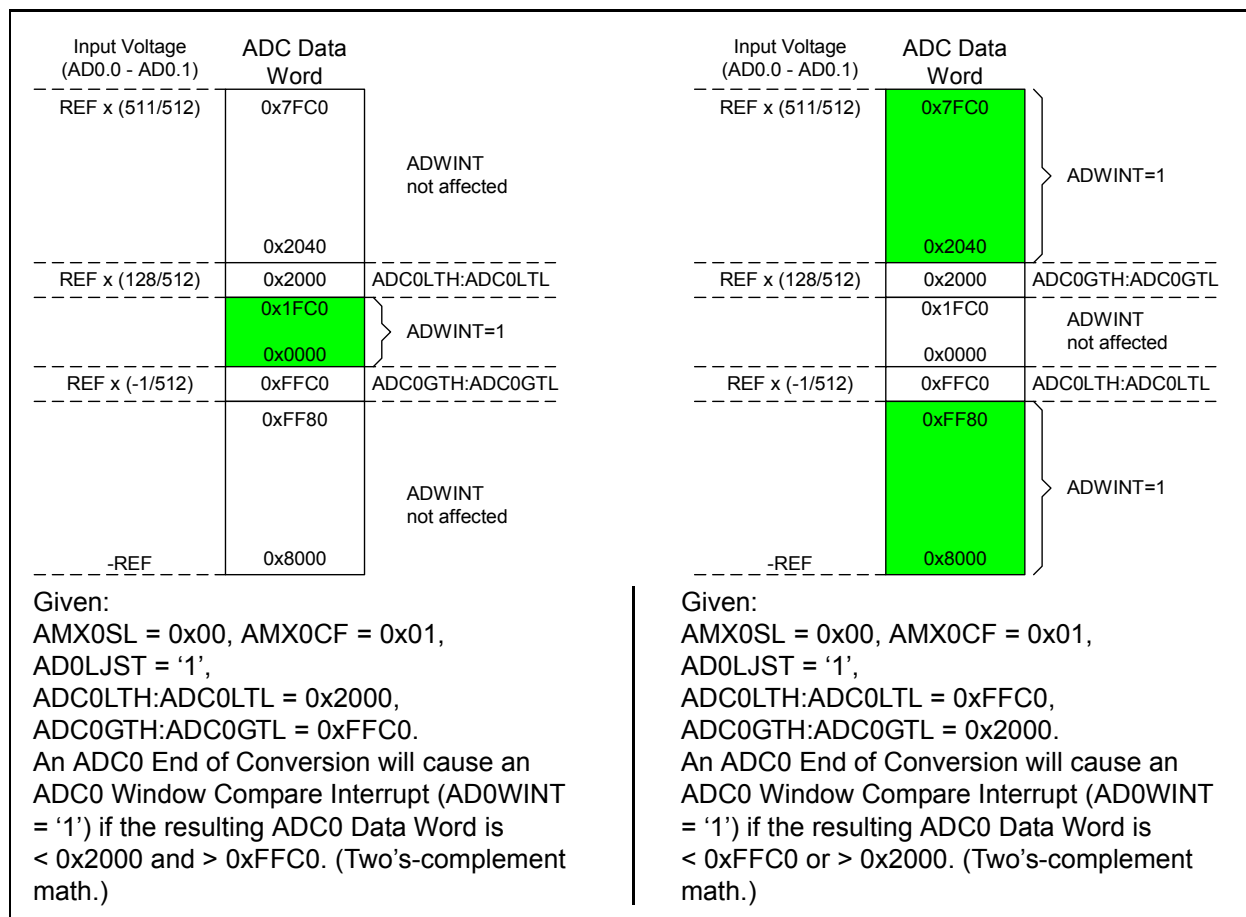 Input Voltage
(AD0.0 - AD0.1)
ADC Data
Word
REF x (511/512)
0x7FC0
ADWINT
not affected
0x2040
REF x (128/512)
0x2000
ADC0LTH:ADC0LTL
0x1FC0
ADWINT=1
0x0000
REF x (-1/512)
0xFFC0
ADC0GTH:ADC0GTL
0xFF80
ADWINT
not affected
-REF
0x8000
Given:
AMX0SL = 0x00, AMX0CF = 0x01,
AD0LJST = ‘1’,
ADC0LTH:ADC0LTL = 0x2000,
ADC0GTH:ADC0GTL = 0xFFC0.
An ADC0 End of Conversion will cause an
ADC0 Window Compare Interrupt (AD0WINT
= ‘1’) if the resulting ADC0 Data Word is
< 0x2000 and > 0xFFC0. (Two’s-complement
math.)
Input Voltage
(AD0.0 - AD0.1)
ADC Data
Word
REF x (511/512)
0x7FC0
ADWINT=1
0x2040
REF x (128/512)
0x2000
ADC0GTH:ADC0GTL
0x1FC0
ADWINT
not affected
0x0000
REF x (-1/512)
0xFFC0
ADC0LTH:ADC0LTL
0xFF80
ADWINT=1
-REF
0x8000
Given:
AMX0SL = 0x00, AMX0CF = 0x01,
AD0LJST = ‘1’,
ADC0LTH:ADC0LTL = 0xFFC0,
ADC0GTH:ADC0GTL = 0x2000.
An ADC0 End of Conversion will cause an
ADC0 Window Compare Interrupt (AD0WINT
= ‘1’) if the resulting ADC0 Data Word is
< 0xFFC0 or > 0x2000. (Two’s-complement
math.)